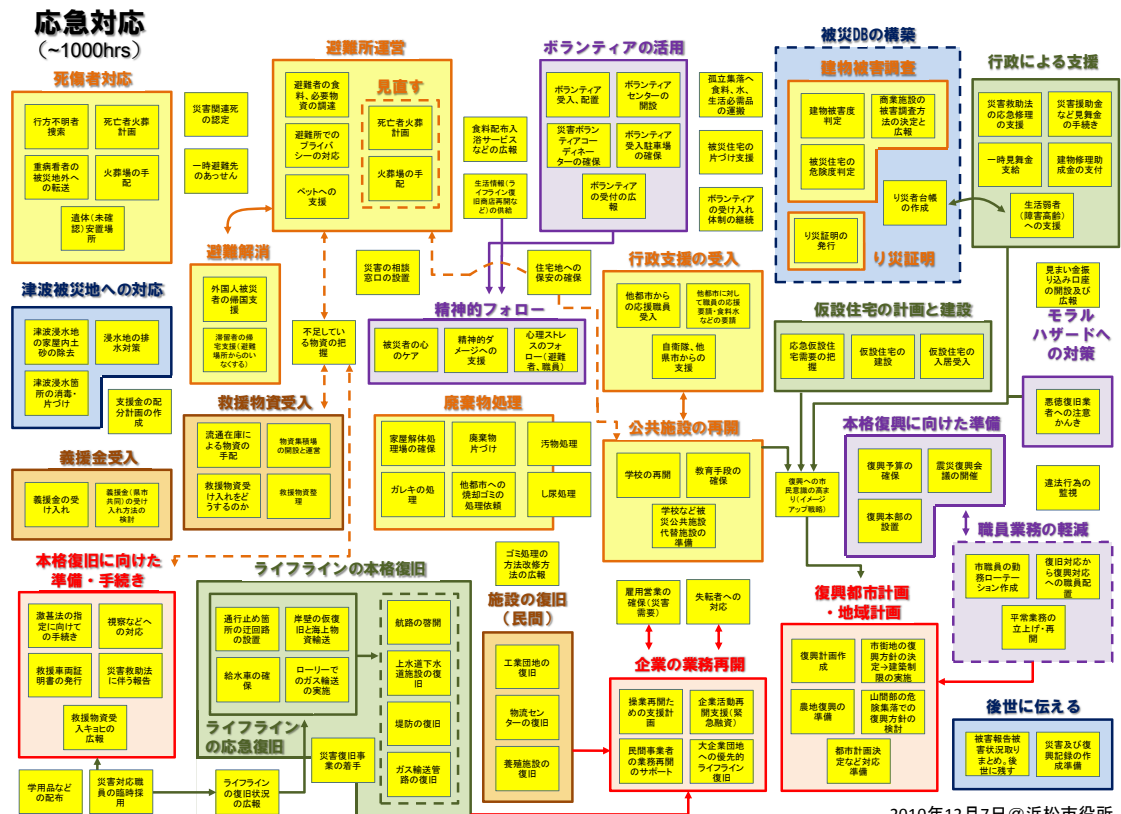 応急対応
(~1000hrs)
死傷者対応
行方不明者
捜索
死亡者火葬
計画
重病看者の
被災地外へ
の転送
火葬場の手
配
遺体(未確
認)安置場
所
災害関連死
の認定
一時避難先
のあっせん
避難所運営
避難者の食
料、必要物
資の調達
避難所での
プライバ
シーの対応
ペットへの
支援
見直す
死亡者火葬
計画
火葬場の手
配
避難解消
外国人被災
者の帰国支
援
滞留者の帰
宅支援(避難
場所からのい
なくする)
災害の相談
窓口の設置
不足してい
る物資の把
握
食料配布入
浴サービス
などの広報
生活情報(ライ
フライン復
旧商店再開な
ど)の供給
ボランティアの活用
ボランティア
受入、配置
ボランティア
センターの
開設
災害ボラン
ティアコー
ディネー
ターの確保
ボランティア
受入駐車場
の確保
ボランティア
の受付の広
報
孤立集落へ
食料、水、
生活必需品
の運搬
被災住宅の
片づけ支援
ボランティア
の受け入れ
体制の継続
住宅地への
保安の確保
精神的フォロー
被災者の心
のケア
精神的ダ
メージへの
支援
心理ストレ
スのフォ
ロー(避難
者、職員)
行政支援の受入
他都市から
の応援職員
受入
他都市に対し
て職員の応援
要請・食料水
などの要請
自衛隊、他
県市からの
支援
被災DBの構築
建物被害調査
建物被害度
判定
商業施設の
被害調査方
法の決定と
広報
被災住宅の
危険度判定
り災者台帳
の作成
り災証明の
発行
り災証明
行政による支援
災害救助法
の応急修理
の支援
災害援助金
など見舞金
の手続き
一時見舞金
支給
建物修理助
成金の支付
生活弱者
(障害高齢)
への支援
見まい金振
り込み口座
の開設及び
広報
モラル
ハザードへ
の対策
悪徳復旧業
者への注意
かんき
違法行為の
監視
津波被災地への対応
津波浸水地
の家屋内土
砂の除去
浸水地の排
水対策
津波浸水箇
所の消毒・
片づけ
支援金の配
分計画の作
成
義援金受入
義援金の受
け入れ
義援金(県市
共同)の受け
入れ方法の
検討
救援物資受入
流通在庫に
よる物資の
手配
物資集積場
の開設と運営
救援物資受
け入れをど
うするのか
救援物資整
理
廃棄物処理
家屋解体処
理場の確保
廃棄物
片づけ
汚物処理
ガレキの処
理
他都市への
焼却ゴミの
処理依頼
し尿処理
ゴミ処理の
方法改修方
法の広報
公共施設の再開
学校の再開
教育手段の
確保
学校など被
災公共施設
代替施設の
準備
仮設住宅の計画と建設
応急仮設住
宅需要の把
握
仮設住宅の
建設
仮設住宅の
入居受入
復興への市
民意識の高ま
り(イメージ
アップ戦略)
本格復興に向けた準備
復興予算の
確保
震災復興会
議の開催
復興本部の
設置
職員業務の軽減
市職員の勤
務ローテー
ション作成
復旧対応か
ら復興対応
への職員配
置
平常業務の
立上げ・再
開
本格復旧に向けた
準備・手続き
激甚法の指
定に向けて
の手続き
視察などへ
の対応
救援車両証
明書の発行
災害救助法
に伴う報告
救援物資受
入キョヒの
広報
学用品など
の配布
災害対応職
員の臨時採
用
ライフラインの本格復旧
通行止め箇
所の迂回路
の設置
岸壁の仮復
旧と海上物
資輸送
給水車の確
保
ローリーで
のガス輸送
の実施
ライフライン
の応急復旧
航路の啓開
上水道下水
道施設の復
旧
堤防の復旧
ガス輸送管
路の復旧
災害復旧事
業の着手
ライフライン
の復旧状況
の広報
施設の復旧
(民間)
工業団地の
復旧
物流セン
ターの復旧
養殖施設の
復旧
雇用営業の
確保(災害
需要)
失転者への
対応
企業の業務再開
操業再開た
めの支援計
画
企業活動再
開支援(緊
急融資)
民間事業者
の業務再開
のサポート
大企業団地
への優先的
ライフライン
復旧
復興都市計画
・地域計画
復興計画作
成
市街地の復
興方針の決
定→建築制
限の実施
農地復興の
準備
山間部の危
険集落での
復興方針の
検討
都市計画決
定など対応
準備
後世に伝える
被害報告被
害状況取り
まとめ。後
世に残す
災害及び復
興記録の作
成準備
2010年12月7日@浜松市役所